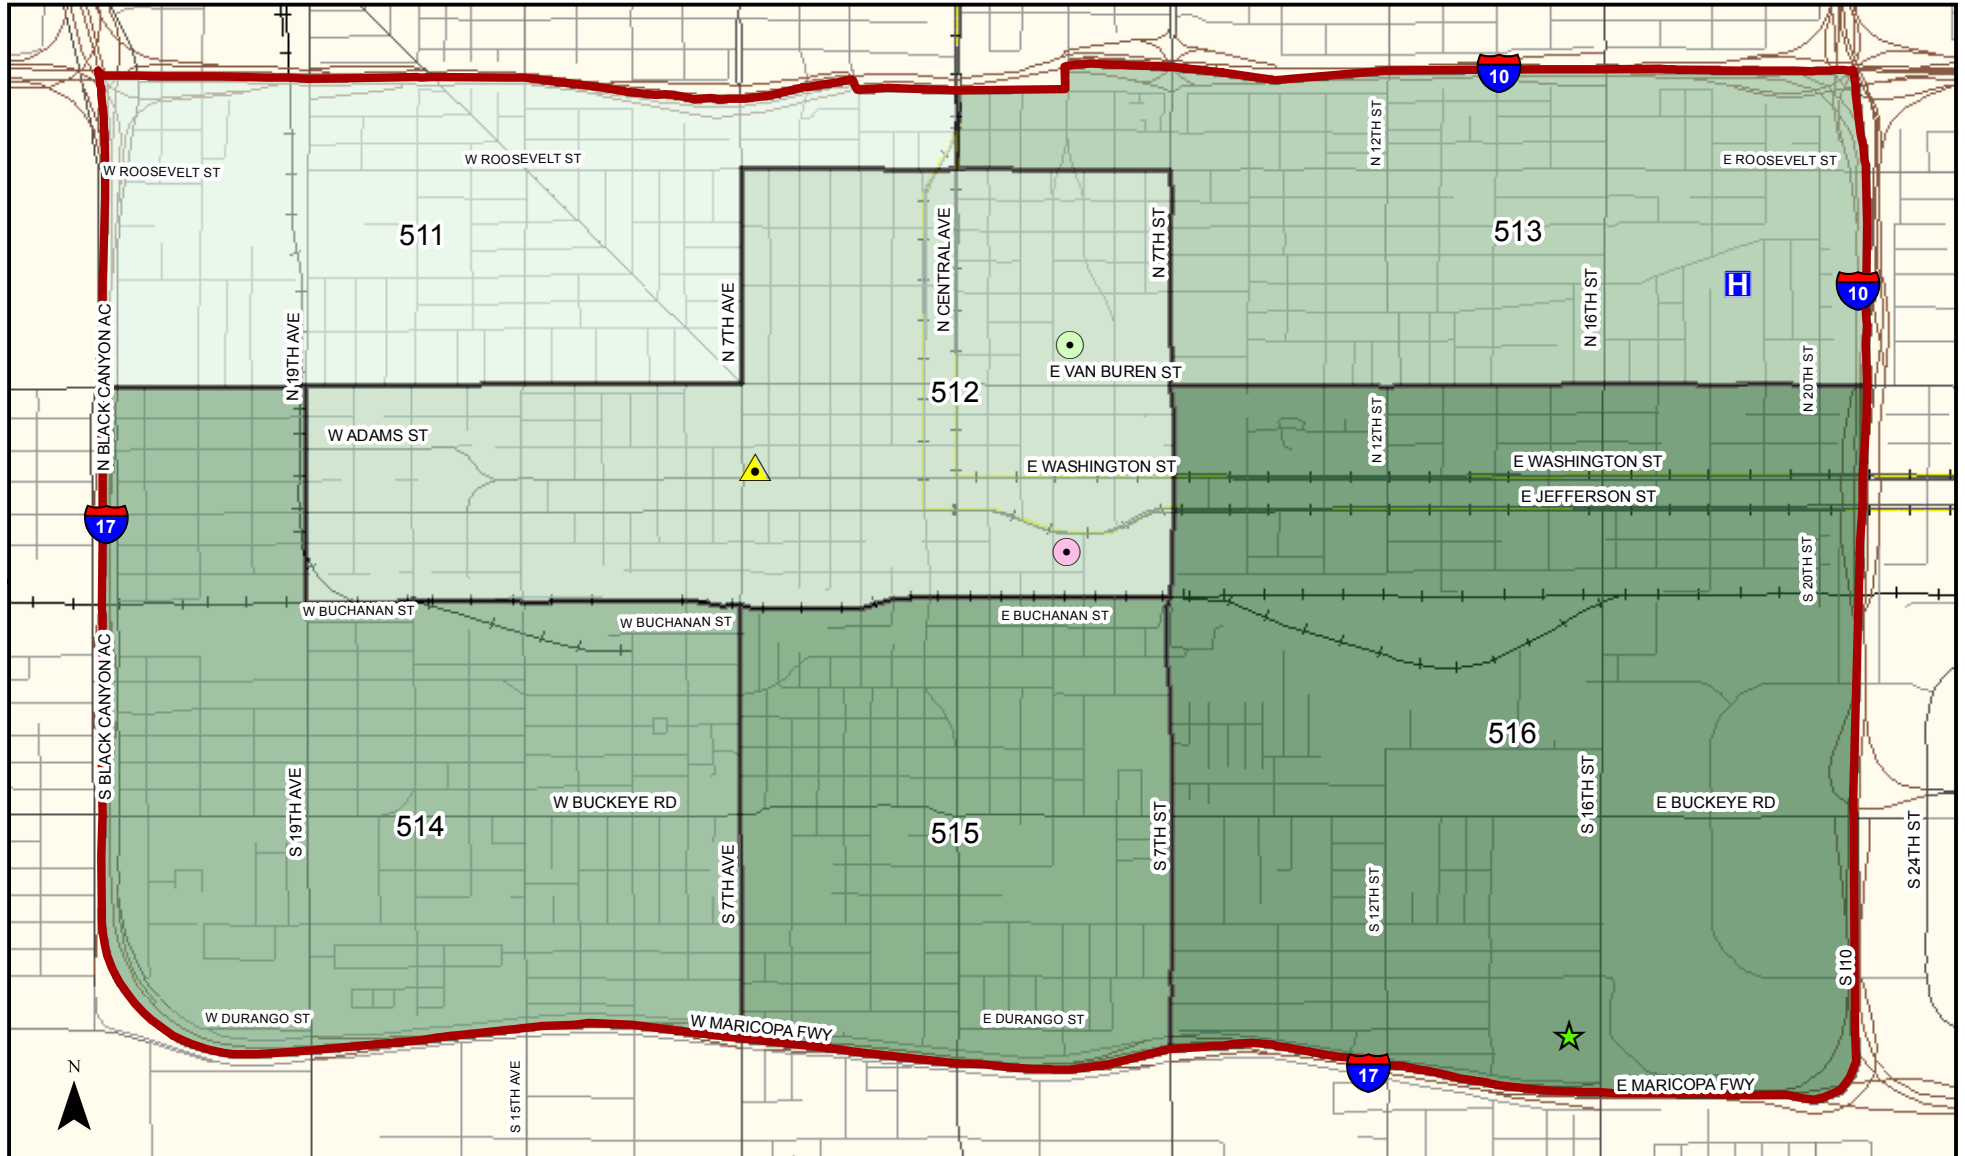 10
N 12TH ST
W ROOSEVELT ST
W ROOSEVELT ST
E ROOSEVELT ST
511
513
N CENTRAL AVE
N 7TH ST
H
10
N 16TH ST
N 19TH AVE
N 7TH AVE
N BLACK CANYON AC
E VAN BUREN ST
512
N 20TH ST
W ADAMS ST
N 12TH ST
E WASHINGTON ST
E WASHINGTON ST
E JEFFERSON ST
17
S 20TH ST
W BUCHANAN ST
W BUCHANAN ST
E BUCHANAN ST
S BLACK CANYON AC
516
S 19TH AVE
W BUCKEYE RD
S 16TH ST
E BUCKEYE RD
514
515
S 7TH ST
S 24TH ST
S 7TH AVE
S 12TH ST
S I10
W DURANGO ST
W MARICOPA FWY
E DURANGO ST
N
17
E MARICOPA FWY
S 15TH AVE